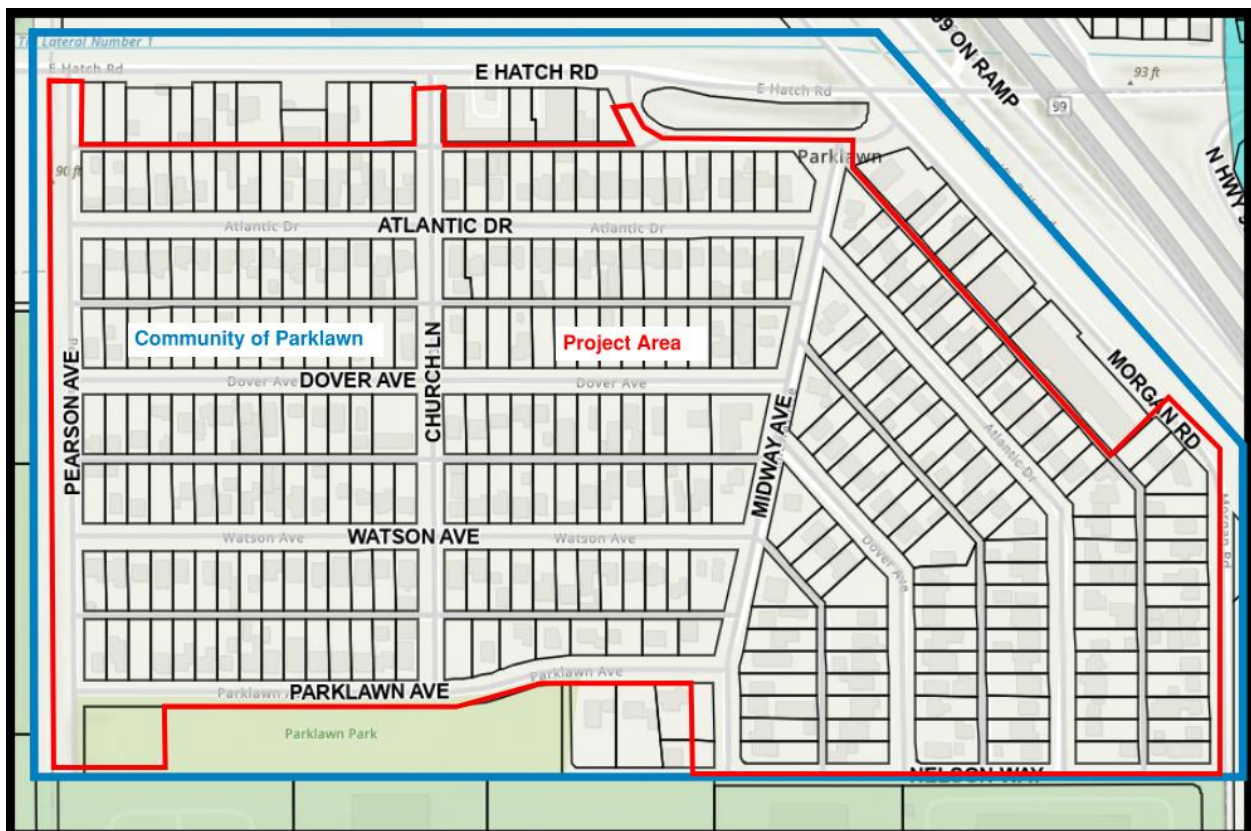 Lateral Number 1
E Hatch Rd
E HATCH RD
E Hatch Rd
99 ON RAMP
93 ft
99
N HWY
90 ft
Parklawn
Atlantic Dr
ATLANTIC DR
Atlantic Dr
Community of Parklawn
Project Area
PEARSON AVE
CHURCH LN
MIDWAY AVE
MORGAN RD
Dover Ave
DOVER AVE
Dover Ave
Atlantic Dr
Watson Ave
WATSON AVE
Watson Ave
Dover Ave
Morgan Rd
Parklawn
PARKLAWN AVE
Parklawn Ave
Parklawn Park
NELSON WAY